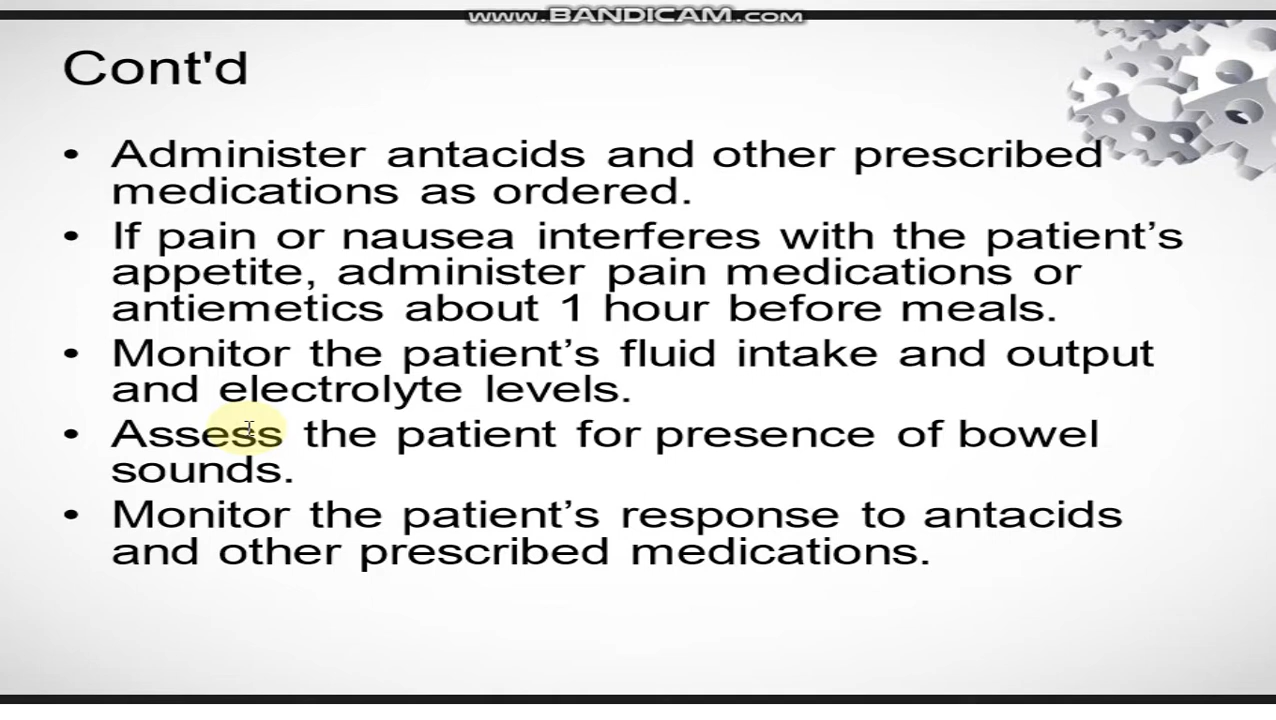 www.BANDICAM.com
Cont'd
• Administer antacids and other prescribed
medications as ordered.
• If pain or nausea interferes with the patient’s
appetite, administer pain medications or
antiemetics about 1 hour before meals.
• Monitor the patient’s fluid intake and output
and electrolyte levels.
• Assess the patient for presence of bowel
sounds.
• Monitor the patient’s response to antacids
and other prescribed medications.